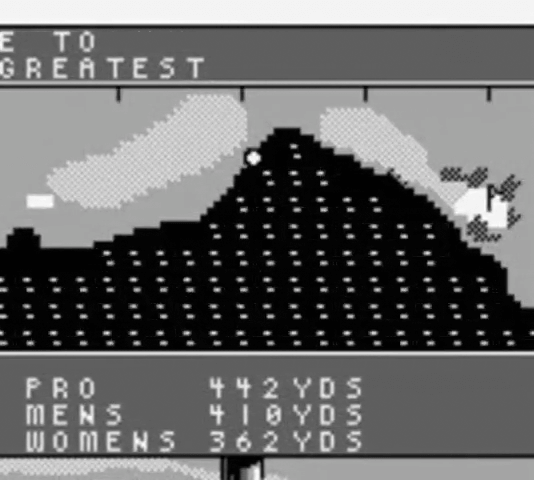 E TO
GREATEST
PRO 442YDS
MENS 410YDS
WOMENS 362YDS